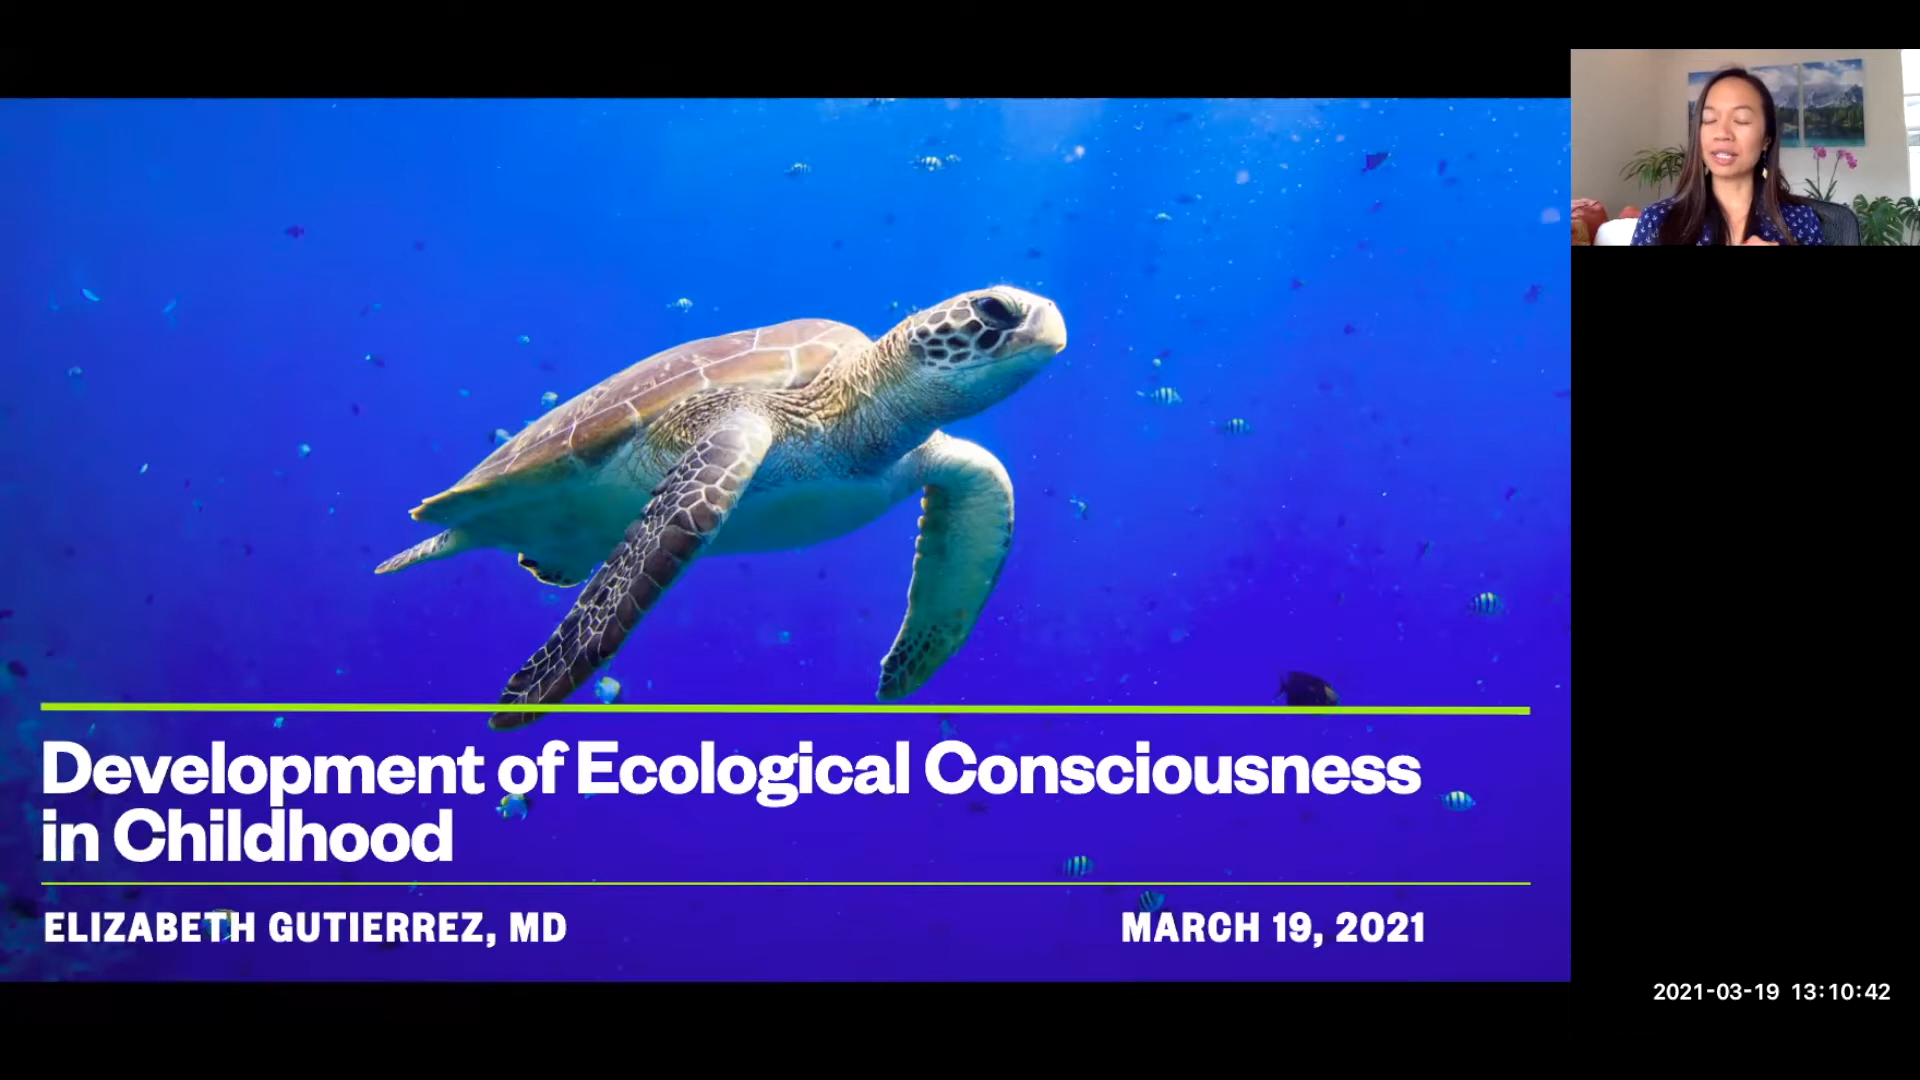 Development of Ecological Consciousness
in Childhood
ELIZABETH GUTIERREZ, MD
MARCH 19, 2021
2021-03-19 13:10:42